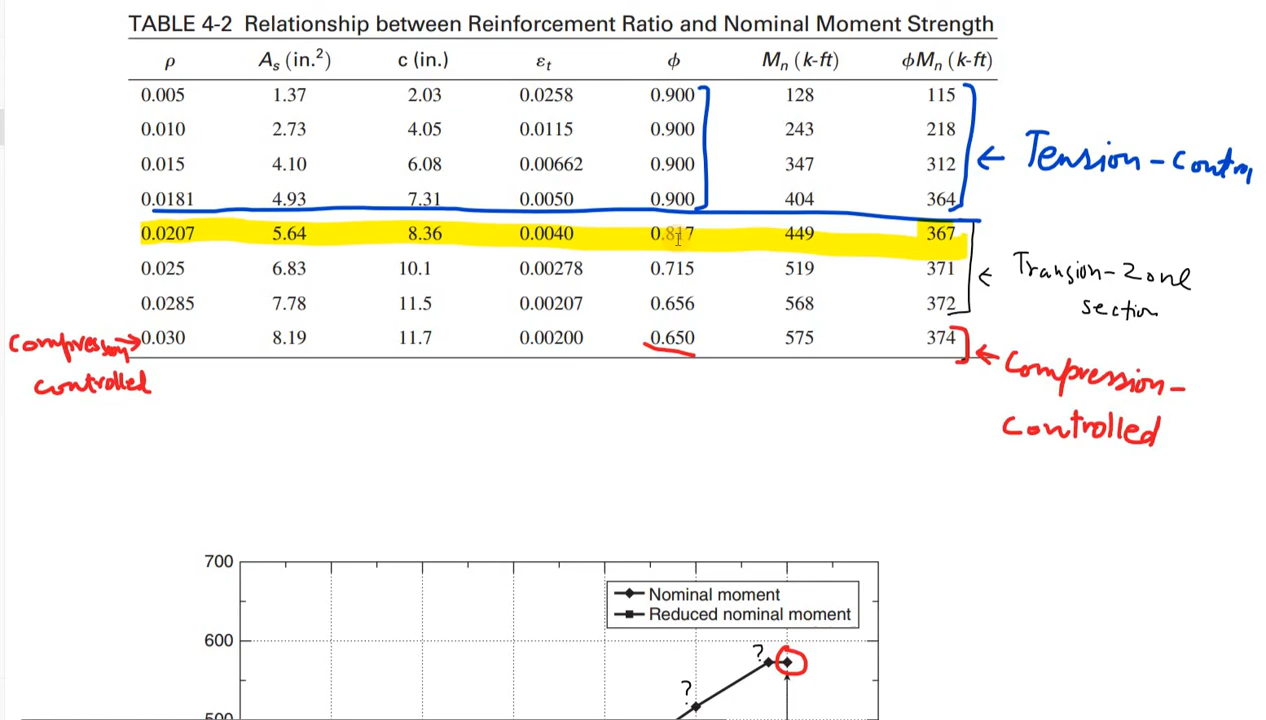 TABLE 4-2 Relationship between Reinforcement Ratio and Nominal Moment Strength
ρ As (in.²) c (in.) εt ϕ Mn (k-ft) ϕMn (k-ft)
0.005 1.37 2.03 0.0258 0.900 128 115
0.010 2.73 4.05 0.0115 0.900 243 218
0.015 4.10 6.08 0.00662 0.900 347 312
← Tension-Contro
0.0181 4.93 7.31 0.0050 0.900 404 364
0.0207 5.64 8.36 0.0040 0.817 449 367
0.025 6.83 10.1 0.00278 0.715 519 371
← Transion-Zone
section
0.0285 7.78 11.5 0.00207 0.656 568 372
compression → 0.030 8.19 11.7 0.00200 0.650 575 374
controlled
← Compression-
Controlled
700
Nominal moment
Reduced nominal moment
600
?
?
500